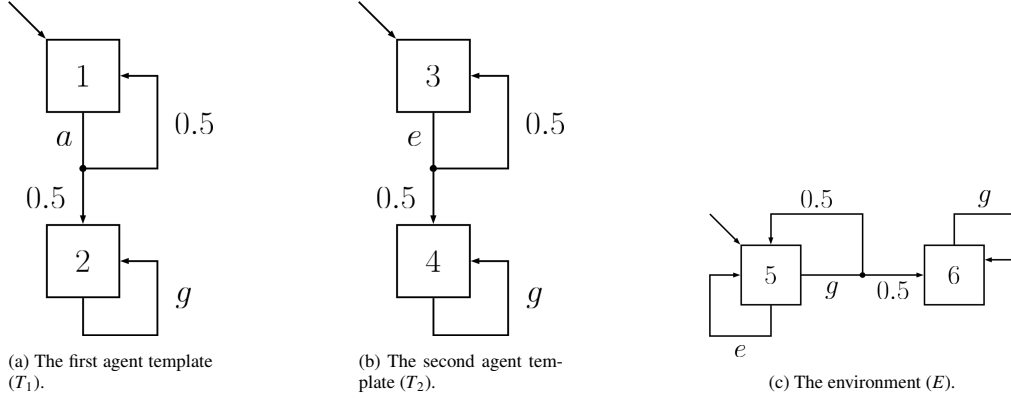 1
a
0.5
0.5
2
g
(a) The first agent template
(T₁).
3
e
0.5
0.5
4
g
(b) The second agent tem-
plate (T₂).
0.5
g
5
6
g
0.5
e
(c) The environment (E).